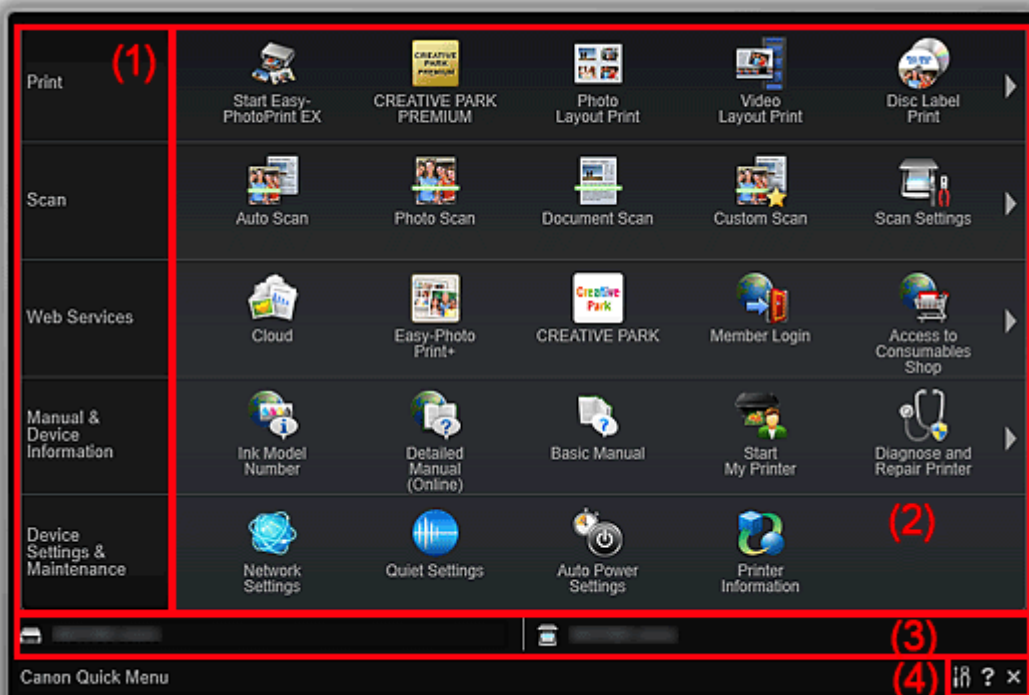 Print
(1)
Start Easy-
PhotoPrint EX
CREATIVE
PARK
PREMIUM
CREATIVE PARK
PREMIUM
Photo
Layout Print
Video
Layout Print
Disc Label
Print
Scan
Auto Scan
Photo Scan
Document Scan
Custom Scan
Scan Settings
Web Services
Cloud
Easy-Photo
Print+
Creative
Park
CREATIVE PARK
Member Login
Access to
Consumables
Shop
Manual &
Device
Information
Ink Model
Number
Detailed
Manual
(Online)
Basic Manual
Start
My Printer
Diagnose and
Repair Printer
Device
Settings &
Maintenance
Network
Settings
Quiet Settings
Auto Power
Settings
Printer
Information
(2)
(3)
Canon Quick Menu
(4)
? ×